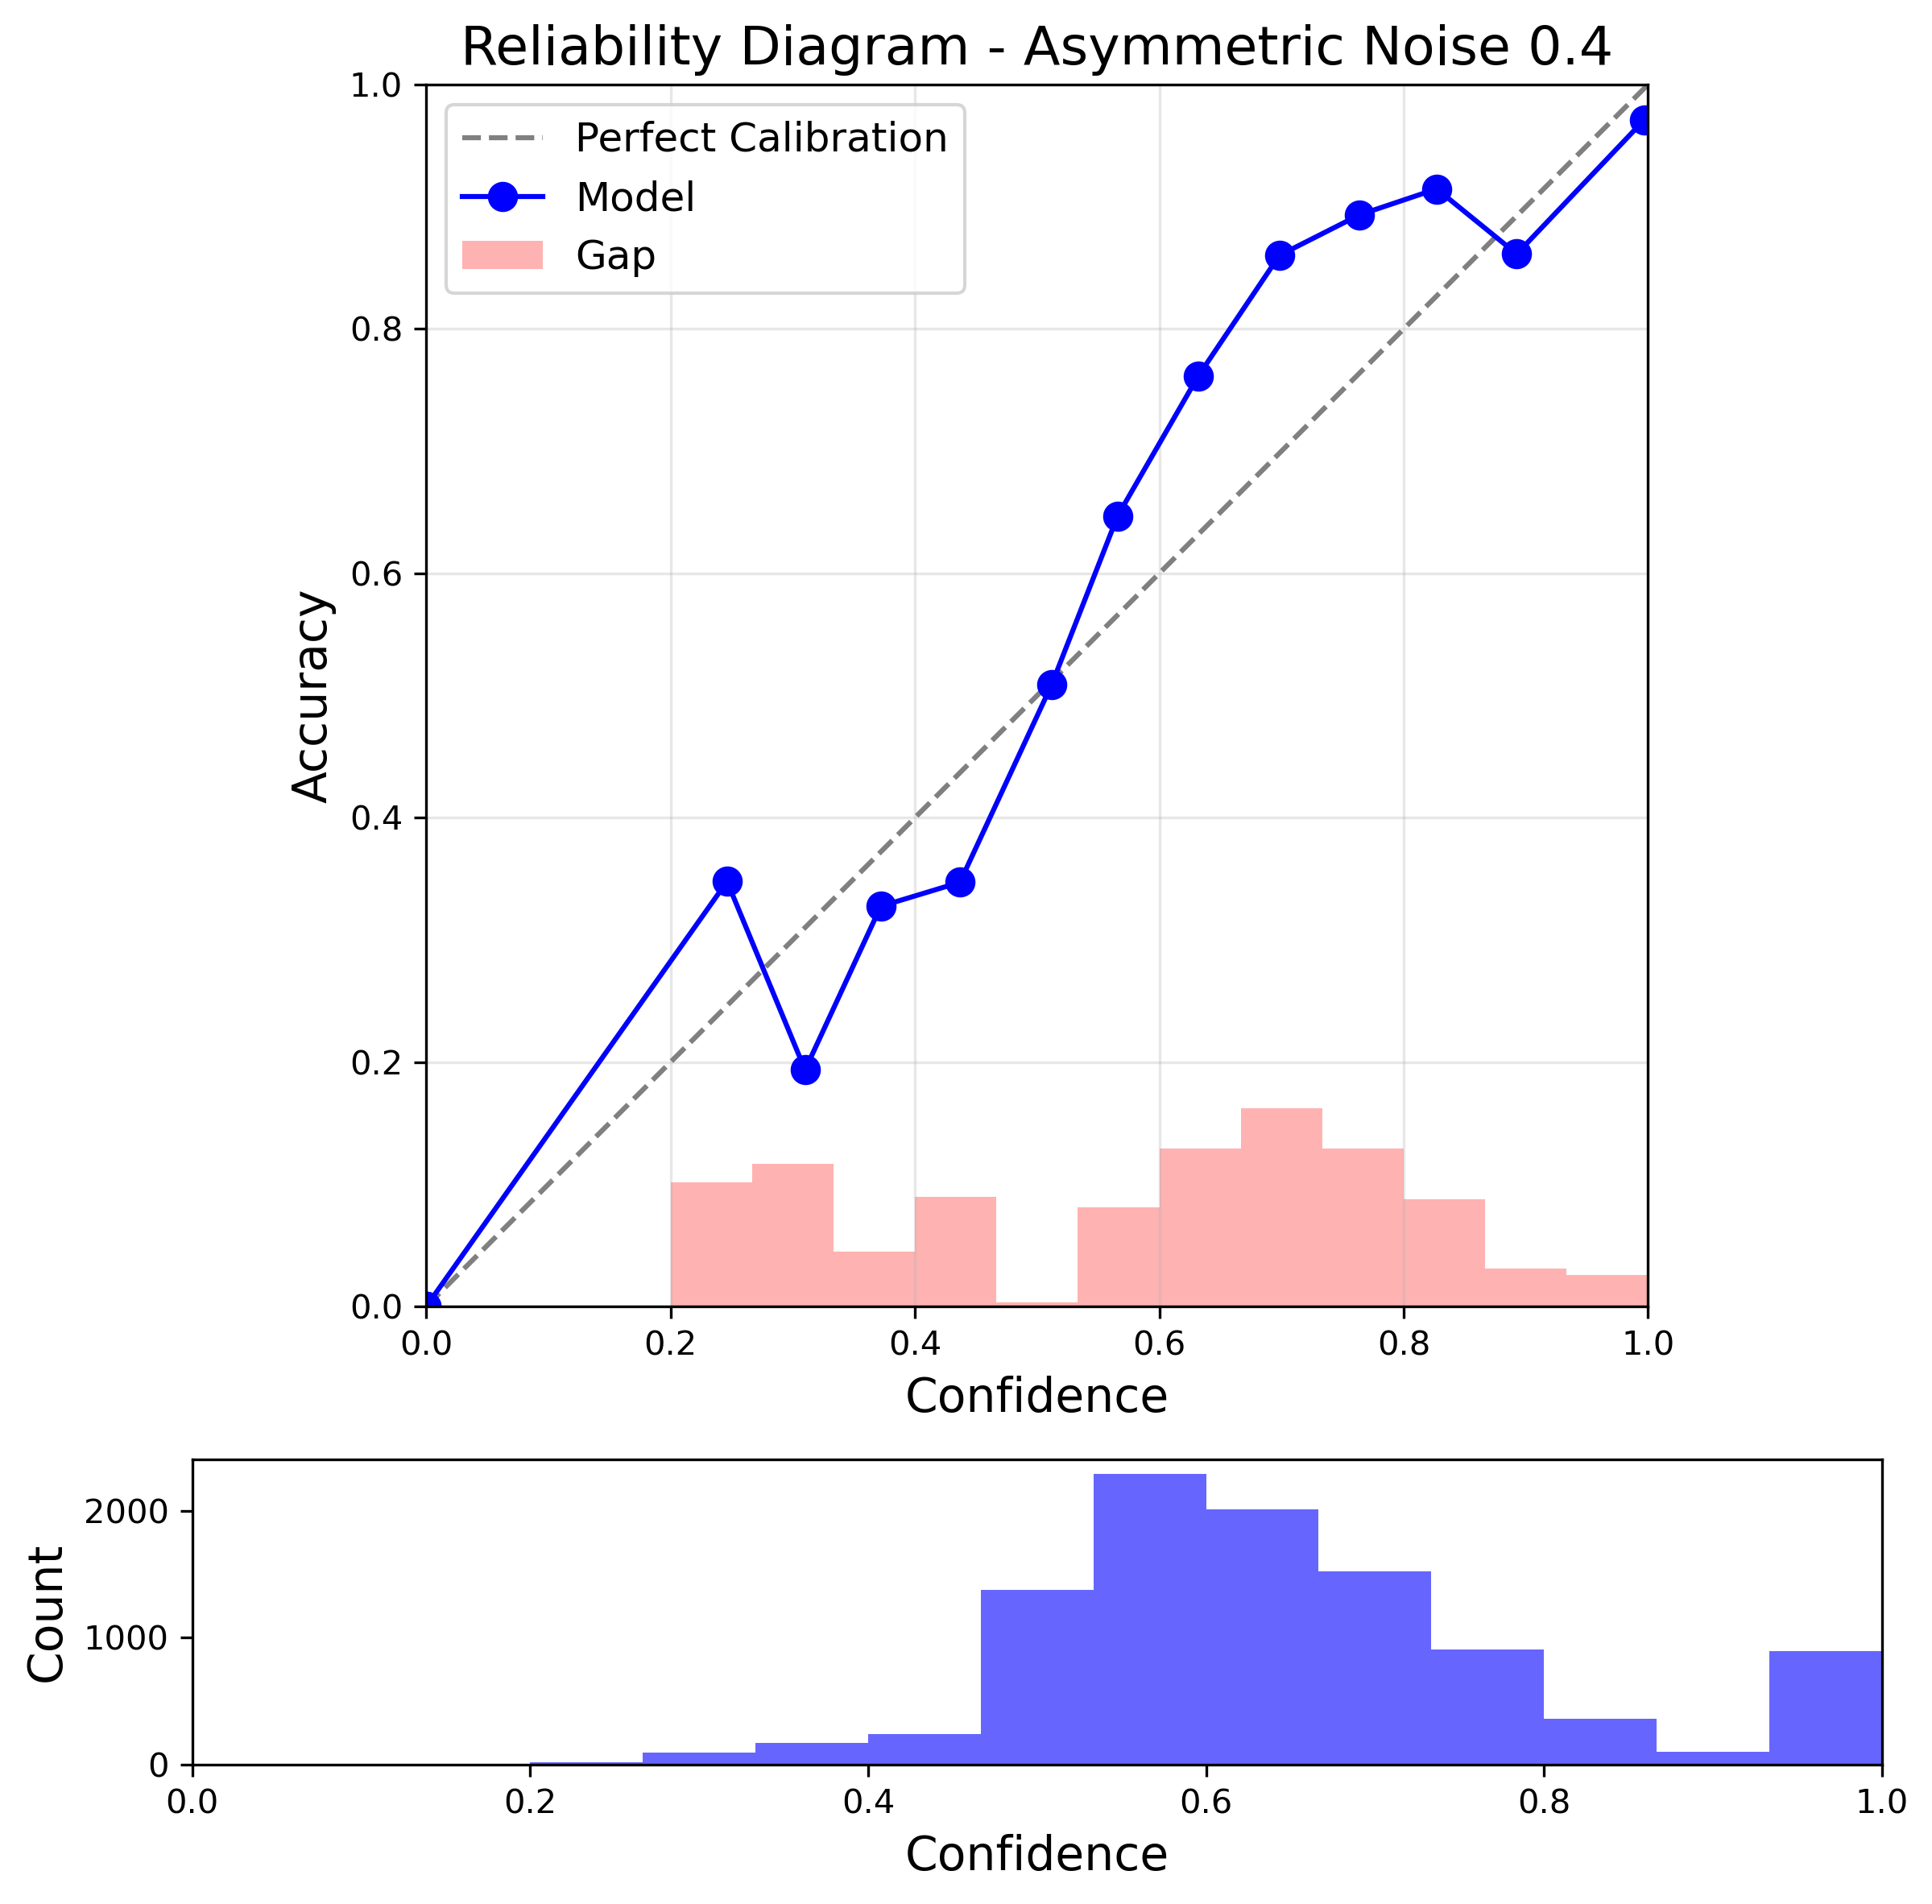 Reliability Diagram - Asymmetric Noise 0.4
1.0
0.8
0.6
0.4
0.2
0.0
Accuracy
Perfect Calibration
Model
Gap
0.0 0.2 0.4 0.6 0.8 1.0
Confidence
2000
1000
0
Count
0.0 0.2 0.4 0.6 0.8 1.0
Confidence